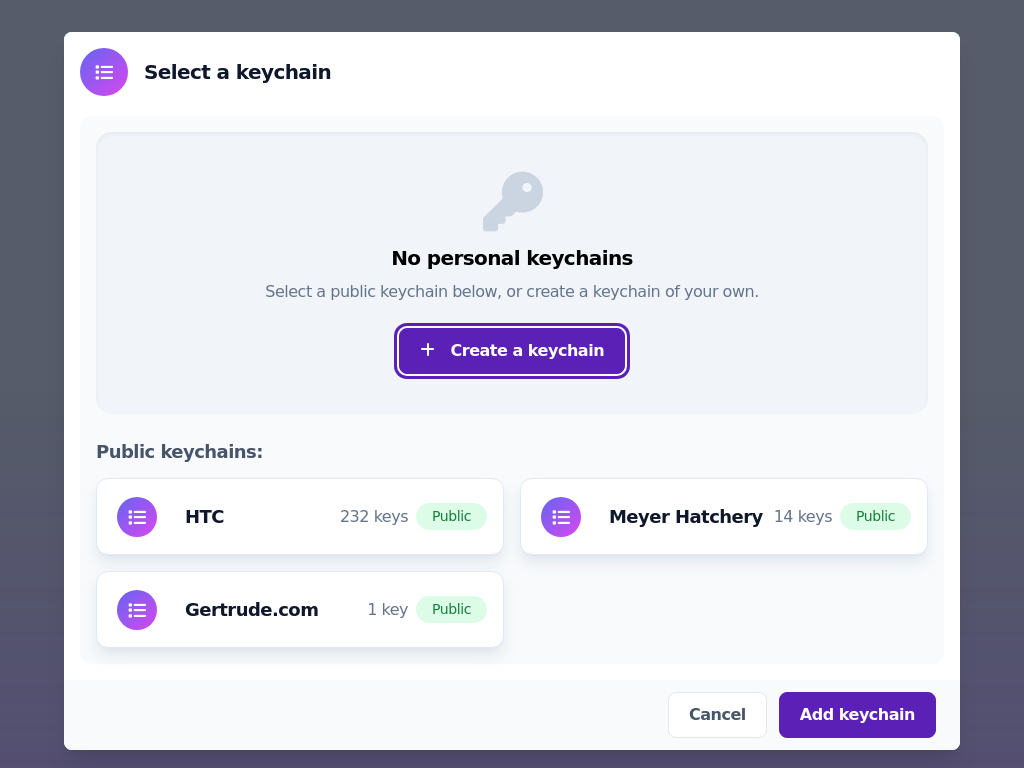 Select a keychain
No personal keychains
Select a public keychain below, or create a keychain of your own.
+ Create a keychain
Public keychains:
HTC 232 keys Public
Meyer Hatchery 14 keys Public
Gertrude.com 1 key Public
Cancel Add keychain